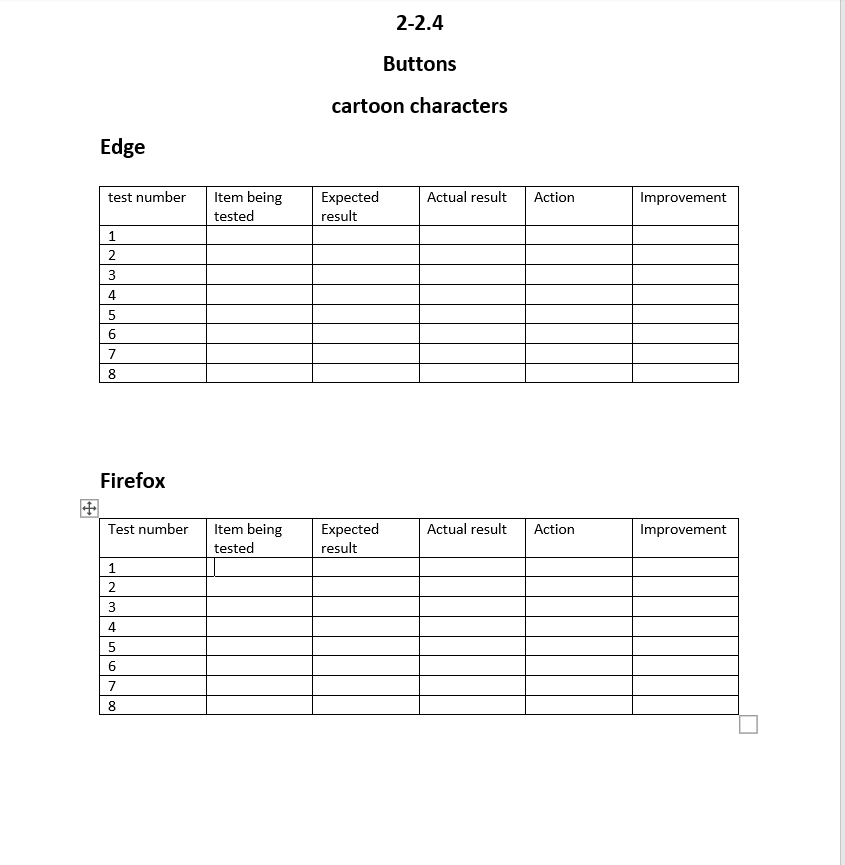 2-2.4
Buttons
cartoon characters
Edge
test number Item being tested Expected result Actual result Action Improvement
1
2
3
4
5
6
7
8
Firefox
Test number Item being tested Expected result Actual result Action Improvement
1
2
3
4
5
6
7
8